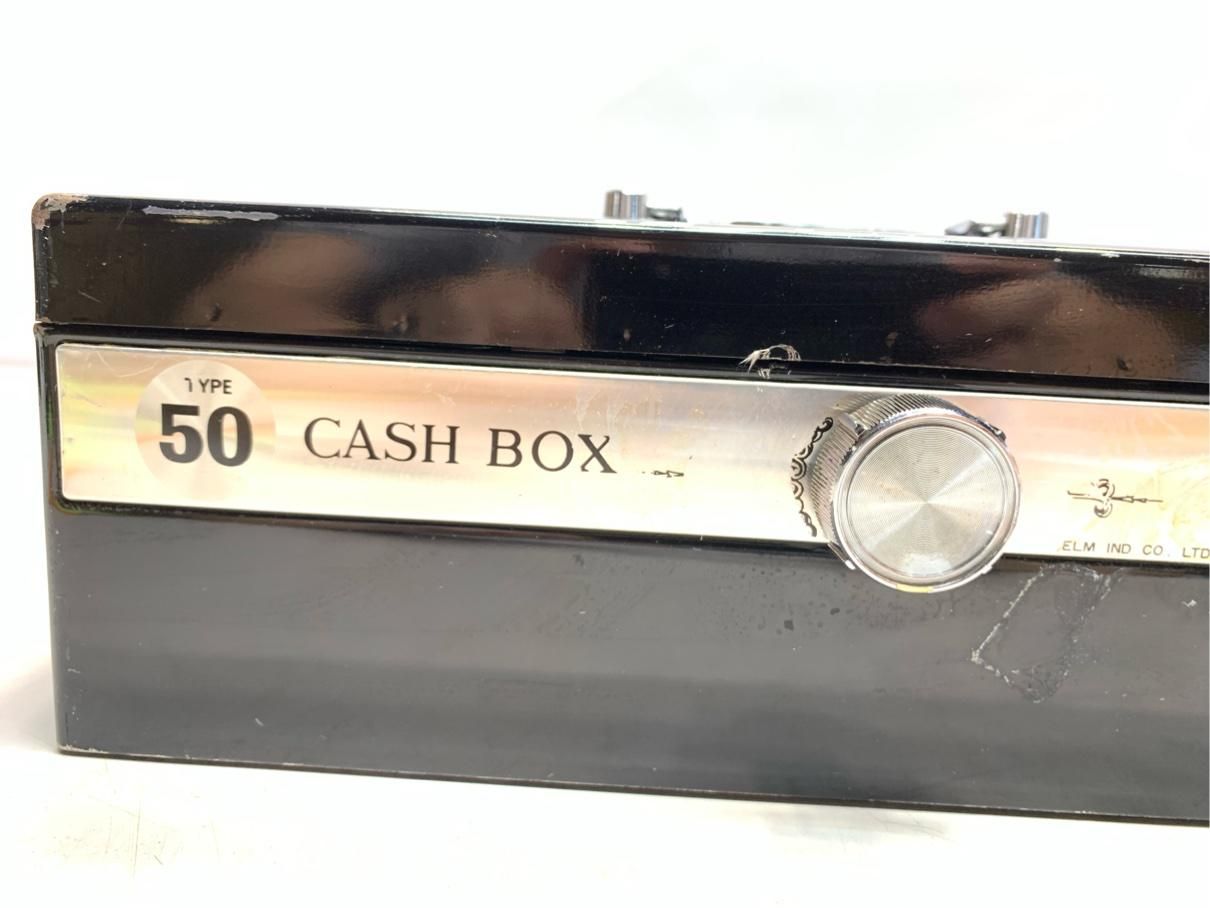 TYPE
50
CASH BOX
ELM IND CO. LTD